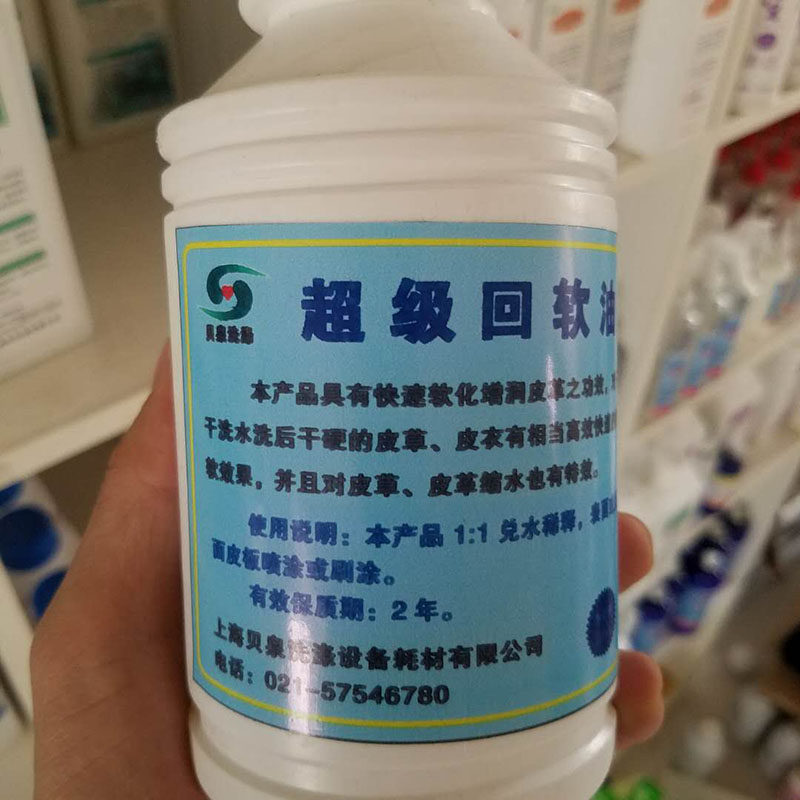 贝泉洗涤
超级回软油
本产品具有快速软化增润皮革之功效，
干洗水洗后干硬的皮草、皮衣有相当高效快速
软效果，并且对皮草、皮革缩水也有特效。
使用说明：本产品1:1兑水稀释，表面
面皮板喷涂或刷涂。
有效保质期：2年。
上海贝泉洗涤设备耗材有限公司
电话：021-57546780